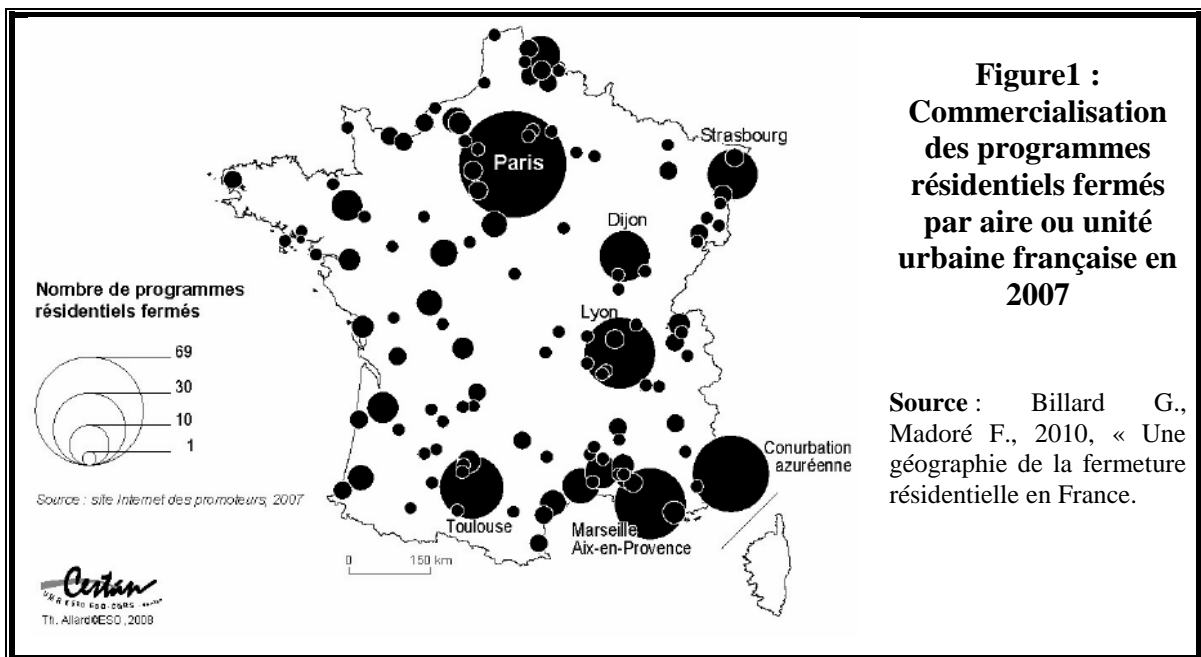 Figure1 :
Commercialisation
des programmes
résidentiels fermés
par aire ou unité
urbaine française en
2007
Source : Billard G.,
Madoré F., 2010, « Une
géographie de la fermeture
résidentielle en France.
Strasbourg
Paris
Dijon
Lyon
Nombre de programmes
résidentiels fermés
69
30
10
1
Conurbation
azuréenne
Source : site Internet des promoteurs, 2007
Toulouse
Marseille
Aix-en-Provence
0 150 km
Th. Allard©ESO, 2008